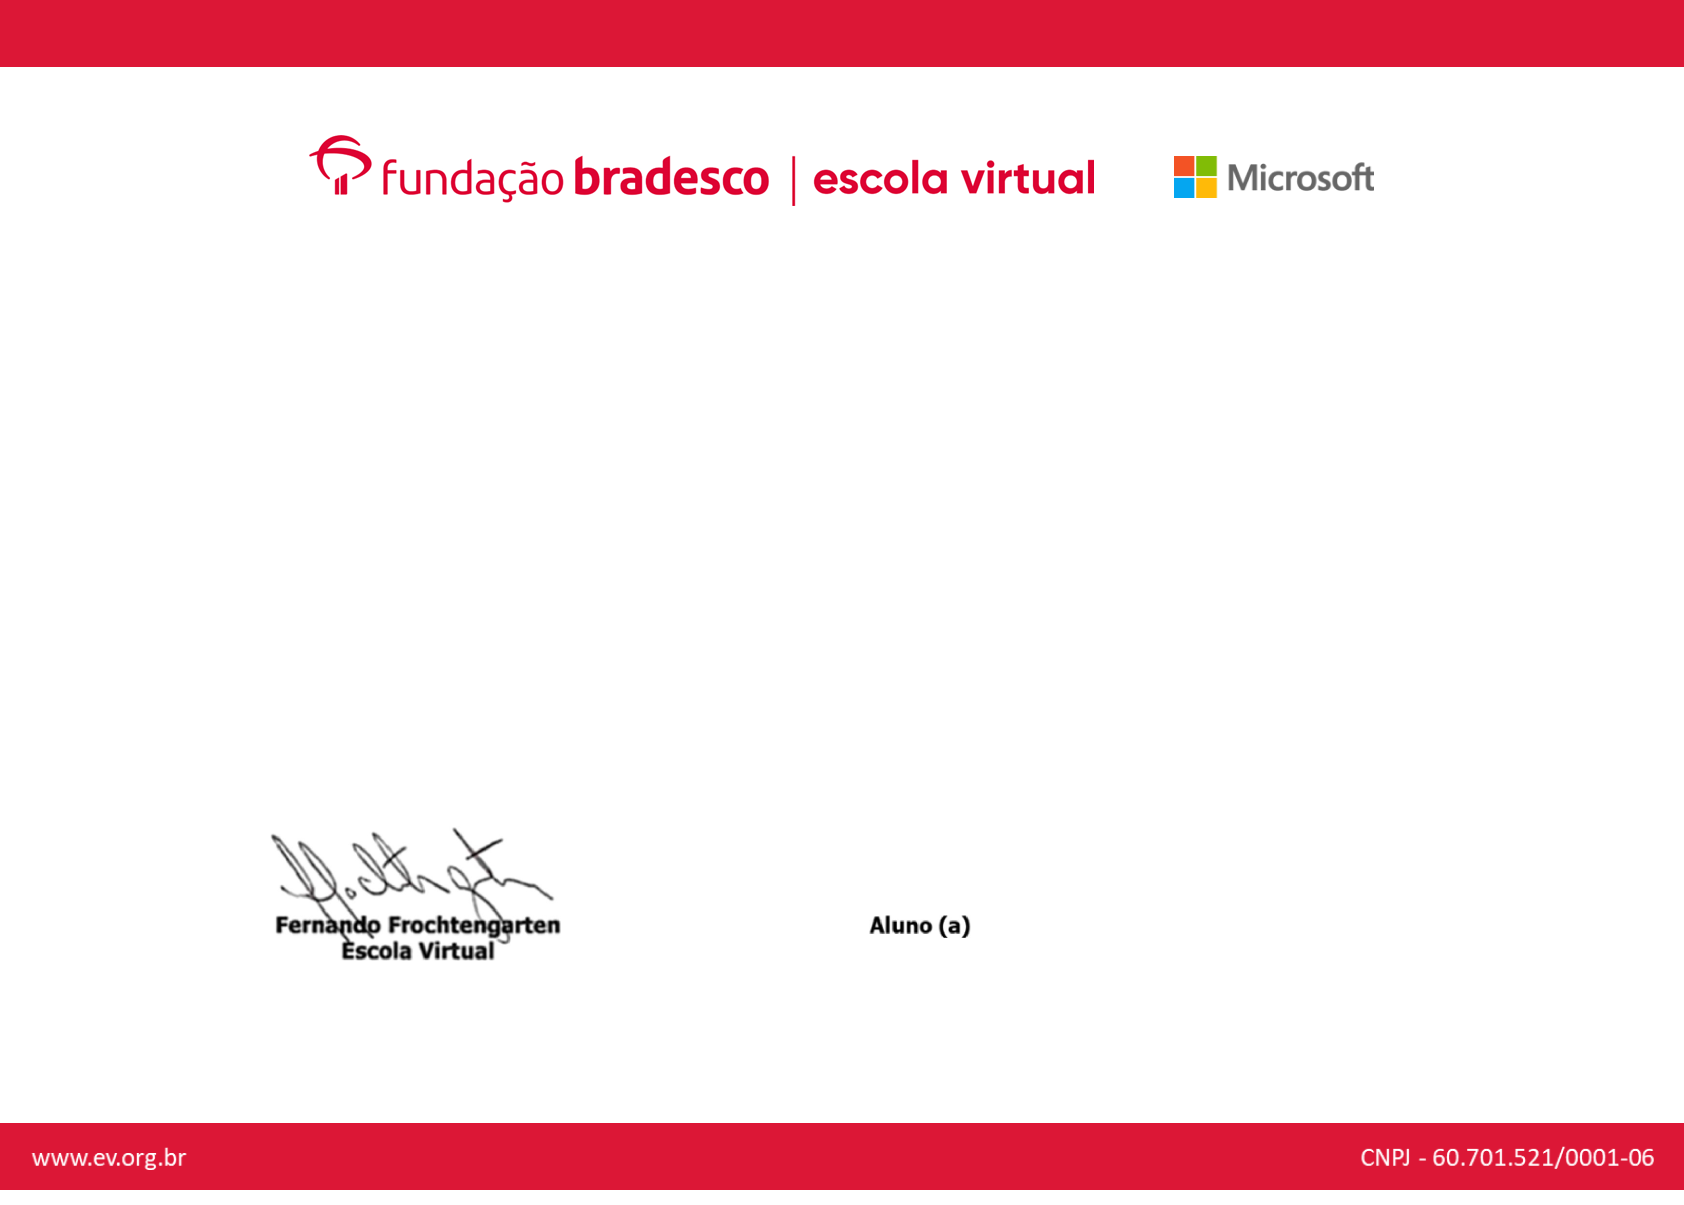 fundação bradesco | escola virtual
Microsoft
Fernando Frochtengarten
Escola Virtual
Aluno (a)
www.ev.org.br
CNPJ - 60.701.521/0001-06